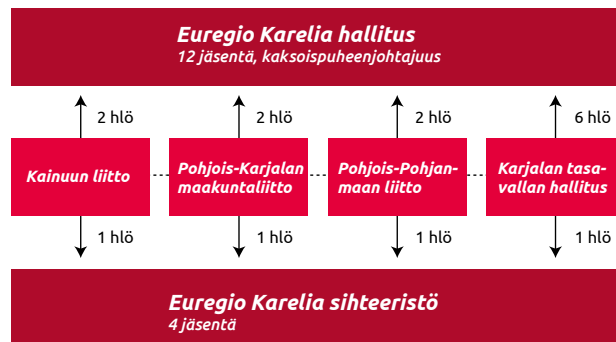 Euregio Karelia hallitus
12 jäsentä, kaksoispuheenjohtajuus
2 hlö
2 hlö
2 hlö
6 hlö
Kainuun liitto
Pohjois-Karjalan
maakuntaliitto
Pohjois-Pohjan-
maan liitto
Karjalan tasa-
vallan hallitus
1 hlö
1 hlö
1 hlö
1 hlö
Euregio Karelia sihteeristö
4 jäsentä